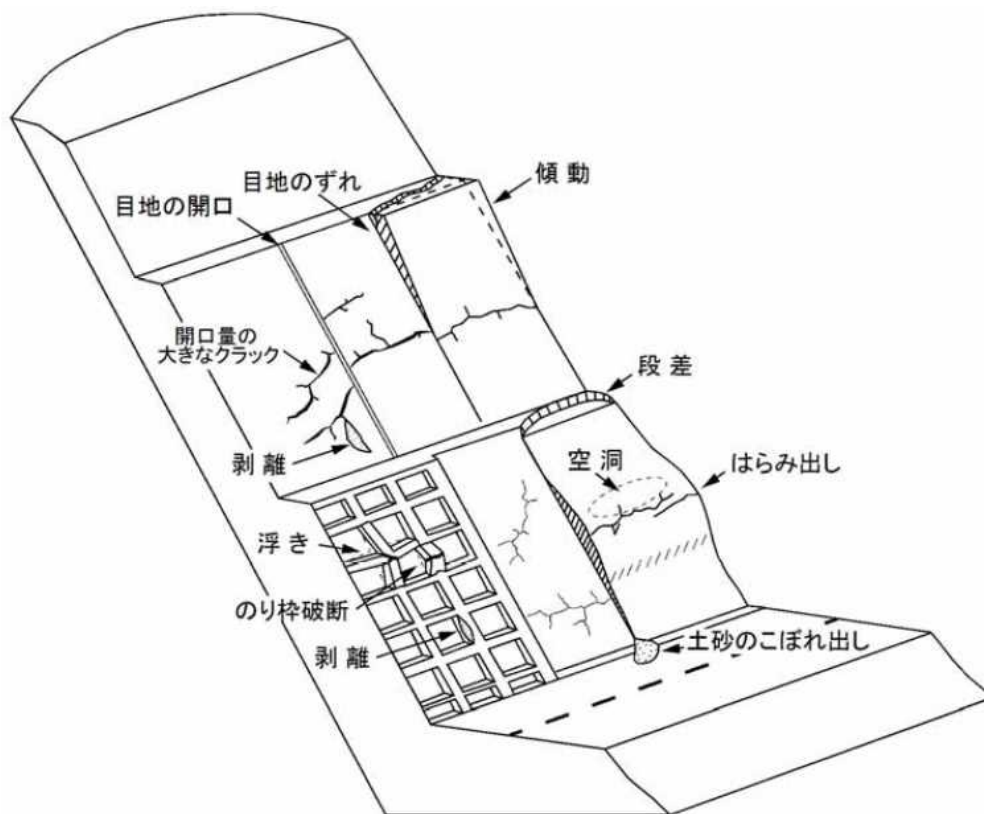 傾動
目地のずれ
目地の開口
開口量の
大きなクラック
段差
剥離
空洞
はらみ出し
浮き
のり枠破断
剥離
土砂のこぼれ出し